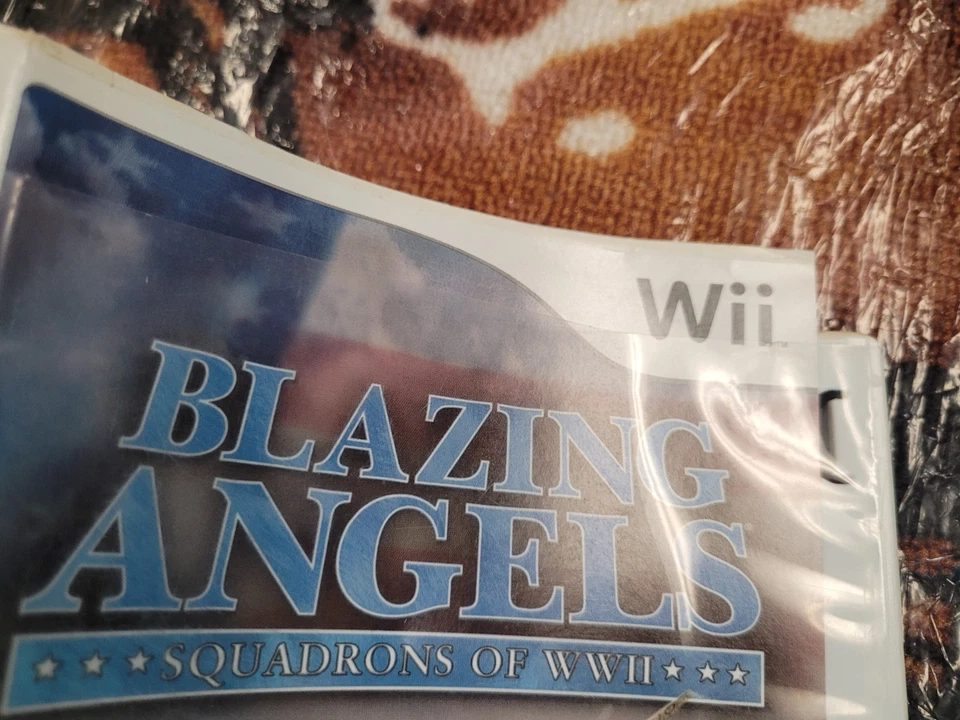 Wii
BLAZING
ANGELS
SQUADRONS OF WWII